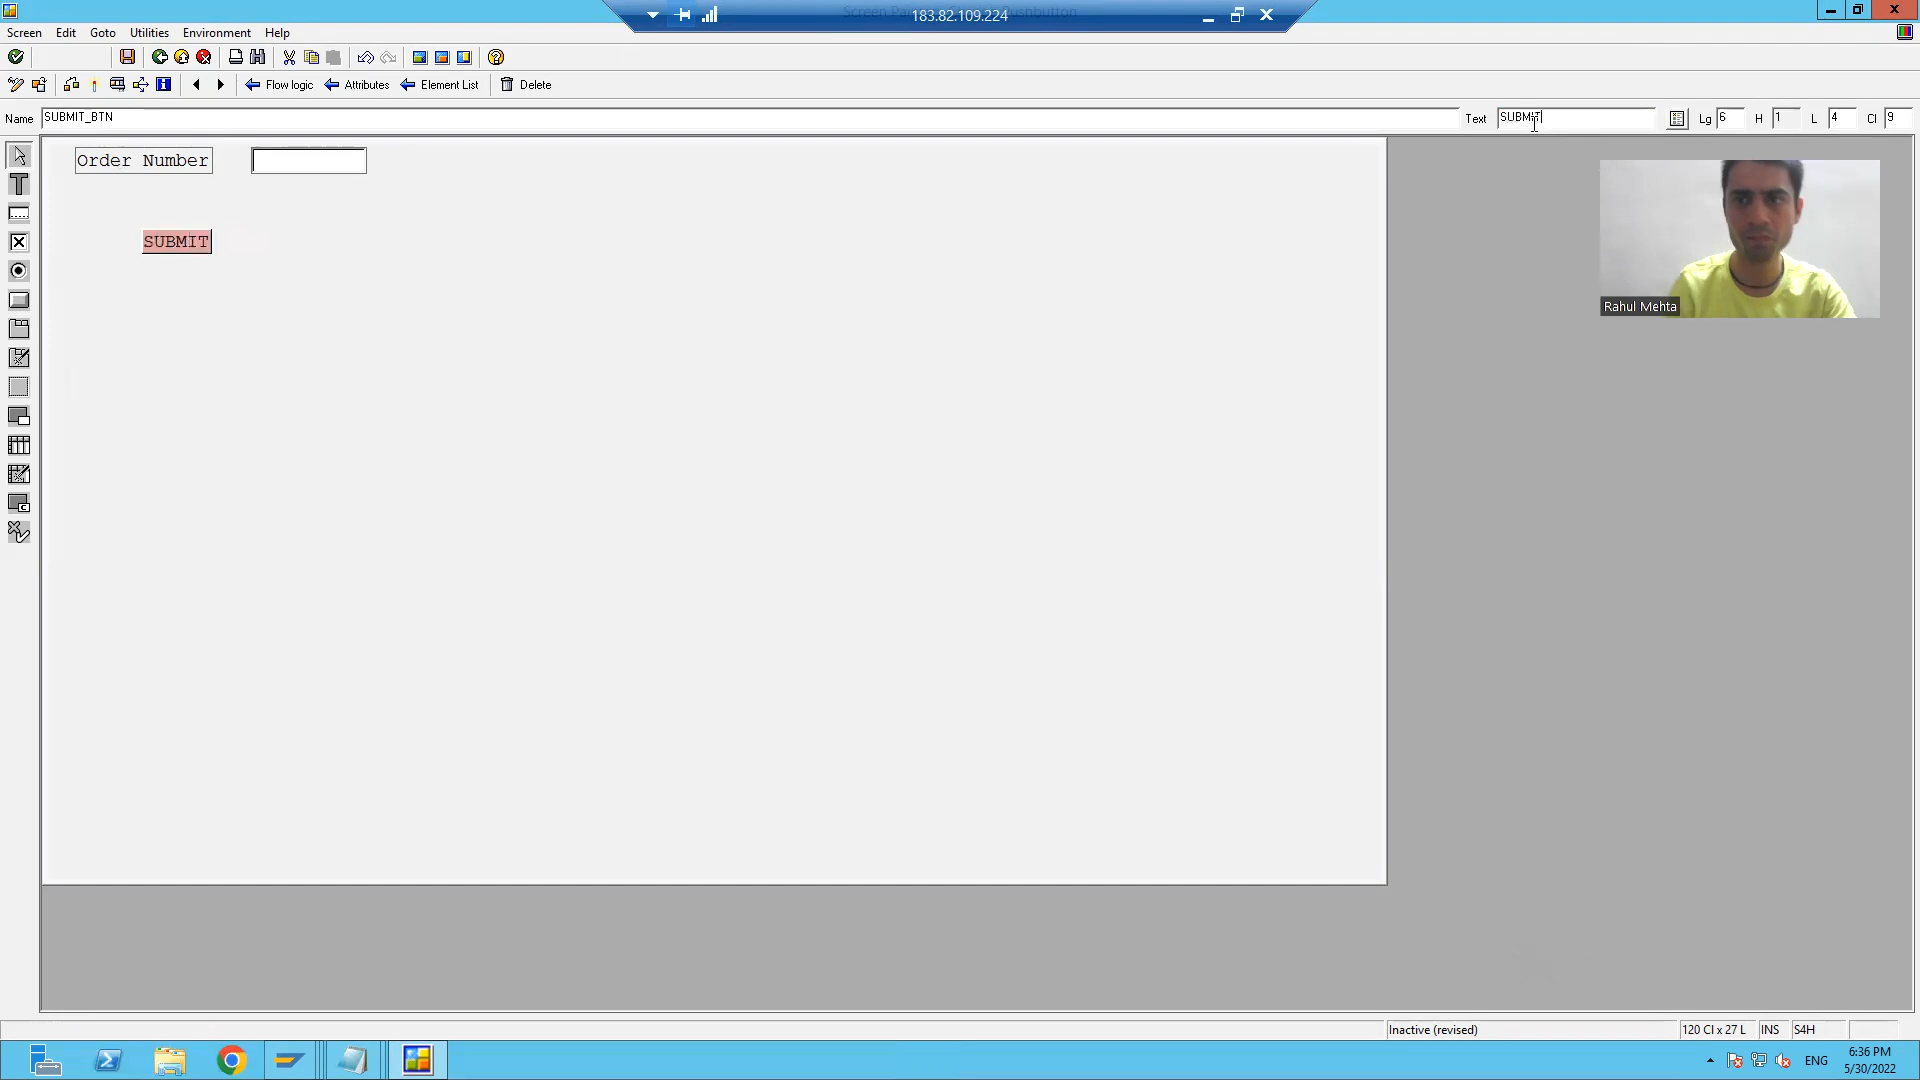 183.82.109.224
Screen Edit Goto Utilities Environment Help
Flow logic Attributes Element List Delete
Name SUBMIT_BTN Text SUBMIT Lg 6 H 1 L 4 Cl 9
Order Number
SUBMIT
Rahul Mehta
Inactive (revised) 120 Cl x 27 L INS S4H
ENG 6:36 PM
5/30/2022